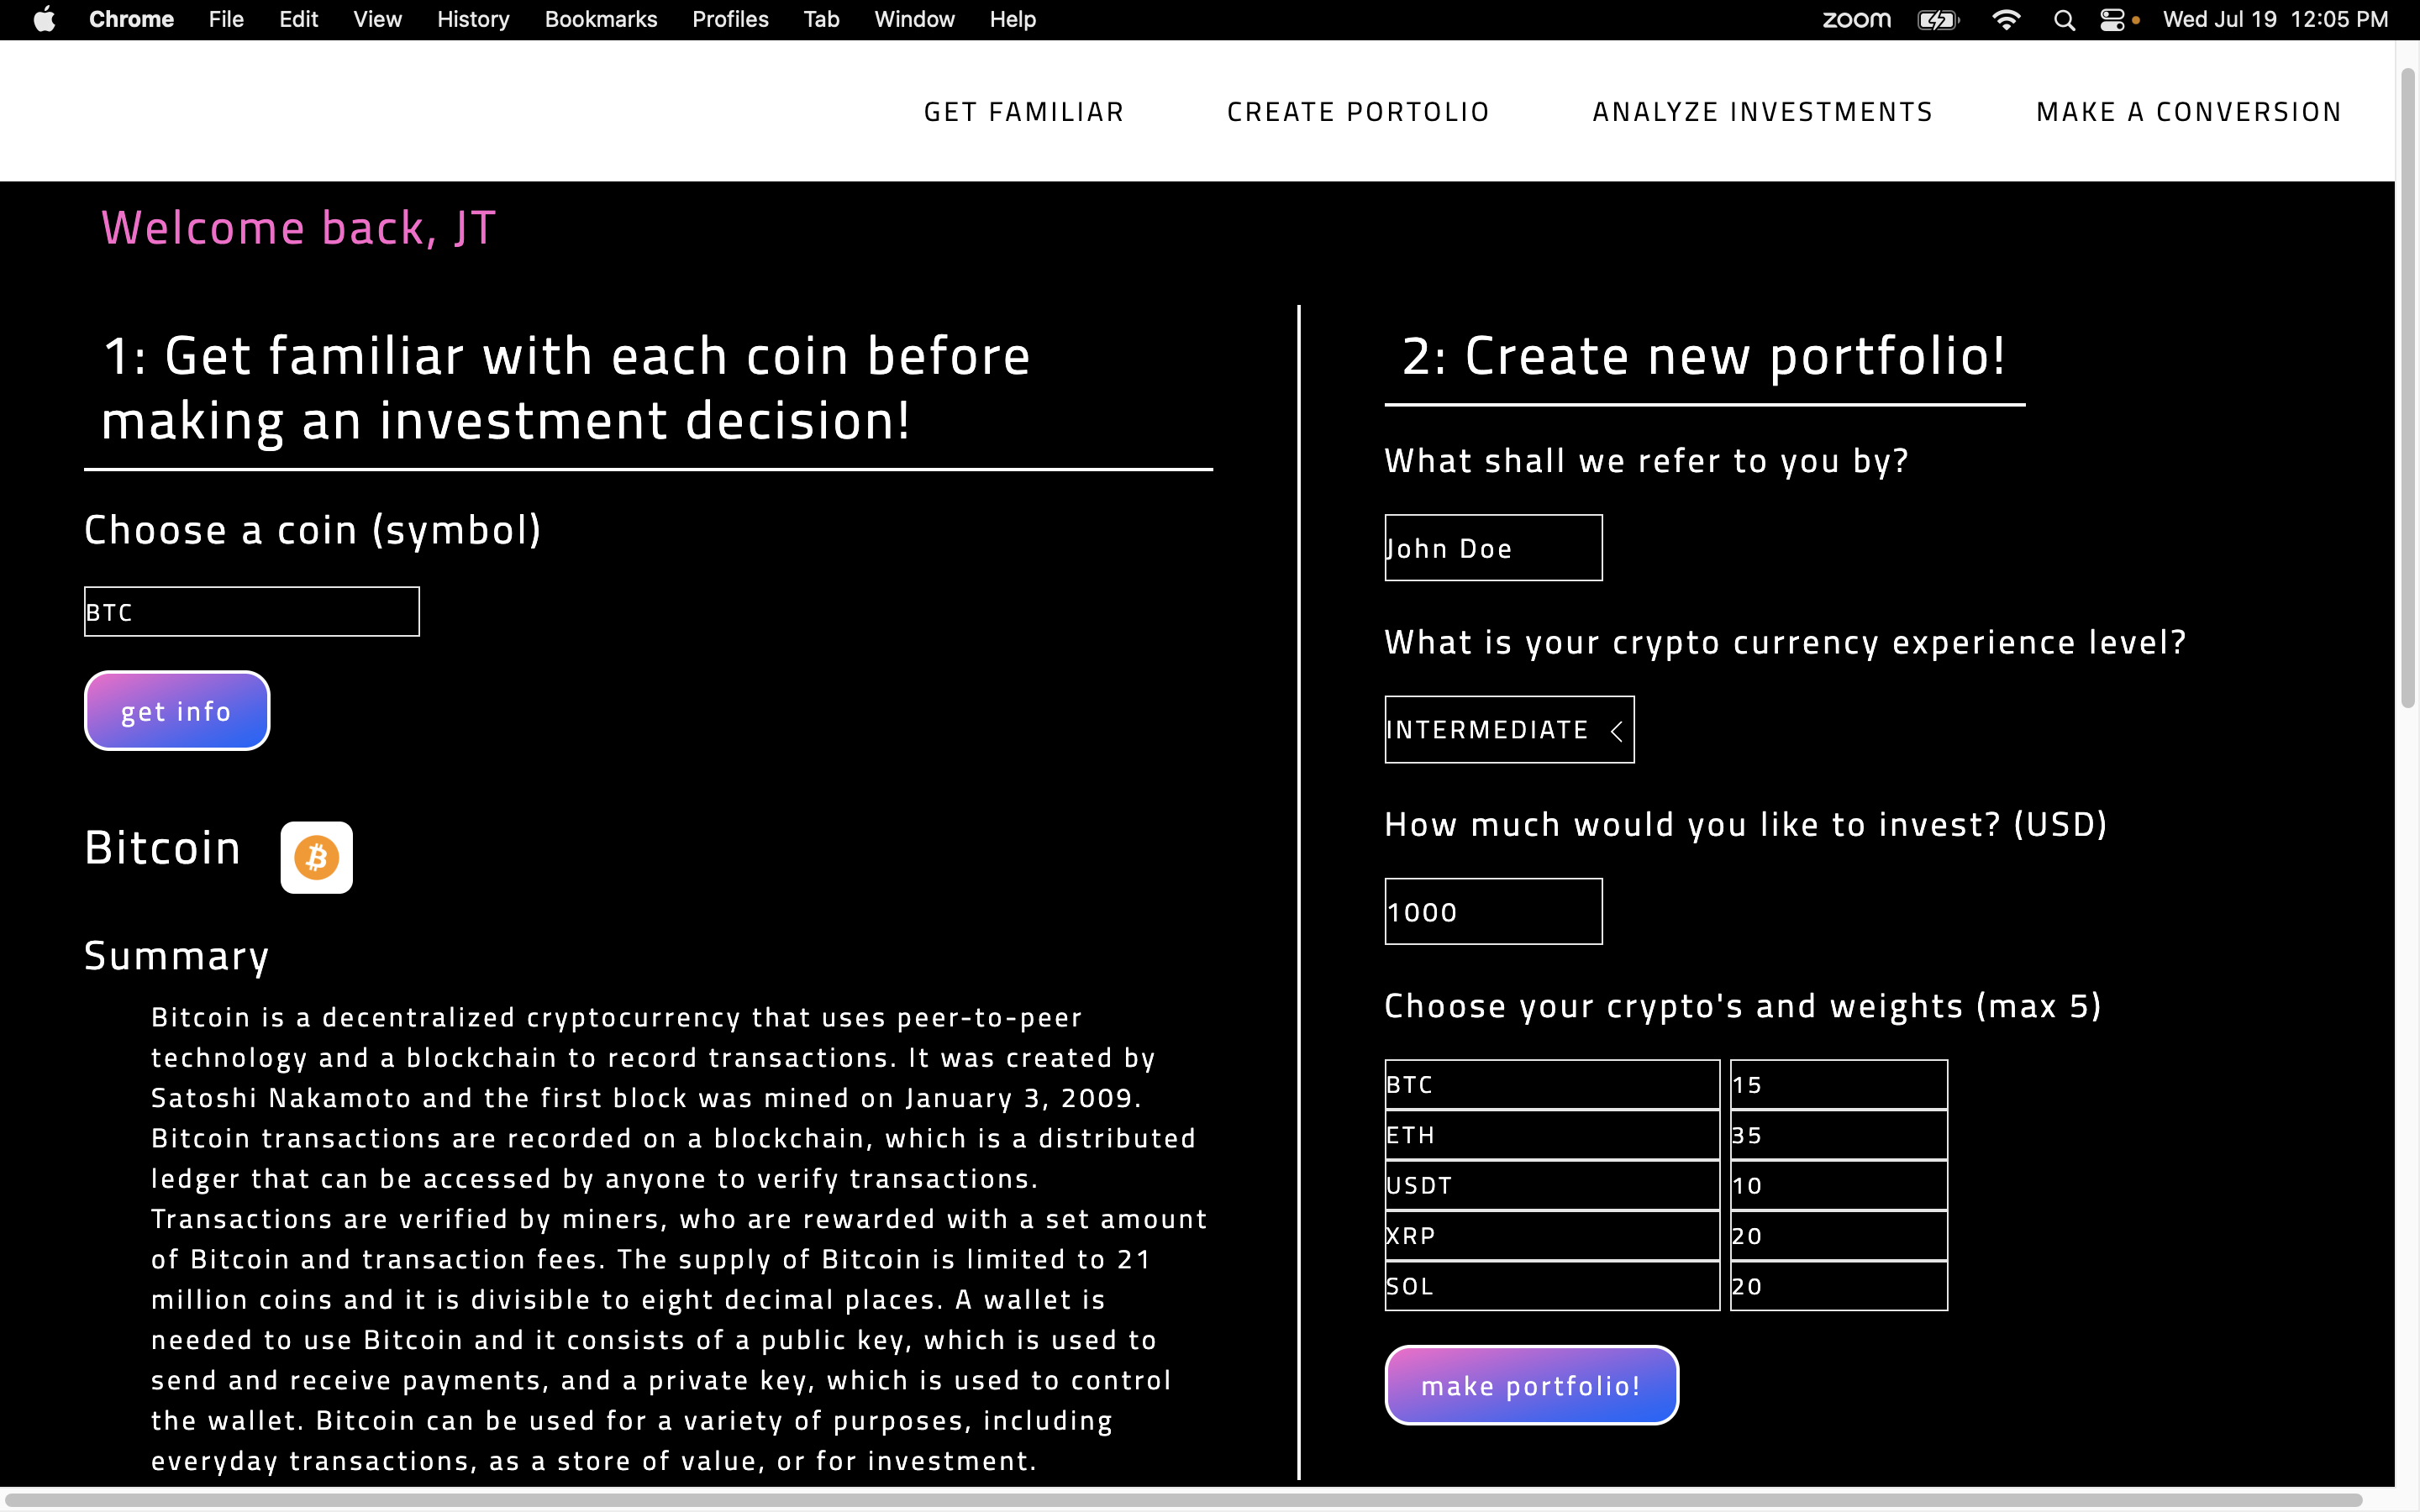 Chrome File Edit View History Bookmarks Profiles Tab Window Help zoom Wed Jul 19 12:05 PM
GET FAMILIAR CREATE PORTOLIO ANALYZE INVESTMENTS MAKE A CONVERSION
Welcome back, JT
1: Get familiar with each coin before
making an investment decision!
Choose a coin (symbol)
BTC
get info
Bitcoin
Summary
Bitcoin is a decentralized cryptocurrency that uses peer-to-peer
technology and a blockchain to record transactions. It was created by
Satoshi Nakamoto and the first block was mined on January 3, 2009.
Bitcoin transactions are recorded on a blockchain, which is a distributed
ledger that can be accessed by anyone to verify transactions.
Transactions are verified by miners, who are rewarded with a set amount
of Bitcoin and transaction fees. The supply of Bitcoin is limited to 21
million coins and it is divisible to eight decimal places. A wallet is
needed to use Bitcoin and it consists of a public key, which is used to
send and receive payments, and a private key, which is used to control
the wallet. Bitcoin can be used for a variety of purposes, including
everyday transactions, as a store of value, or for investment.
2: Create new portfolio!
What shall we refer to you by?
John Doe
What is your crypto currency experience level?
INTERMEDIATE
How much would you like to invest? (USD)
1000
Choose your crypto's and weights (max 5)
BTC 15
ETH 35
USDT 10
XRP 20
SOL 20
make portfolio!